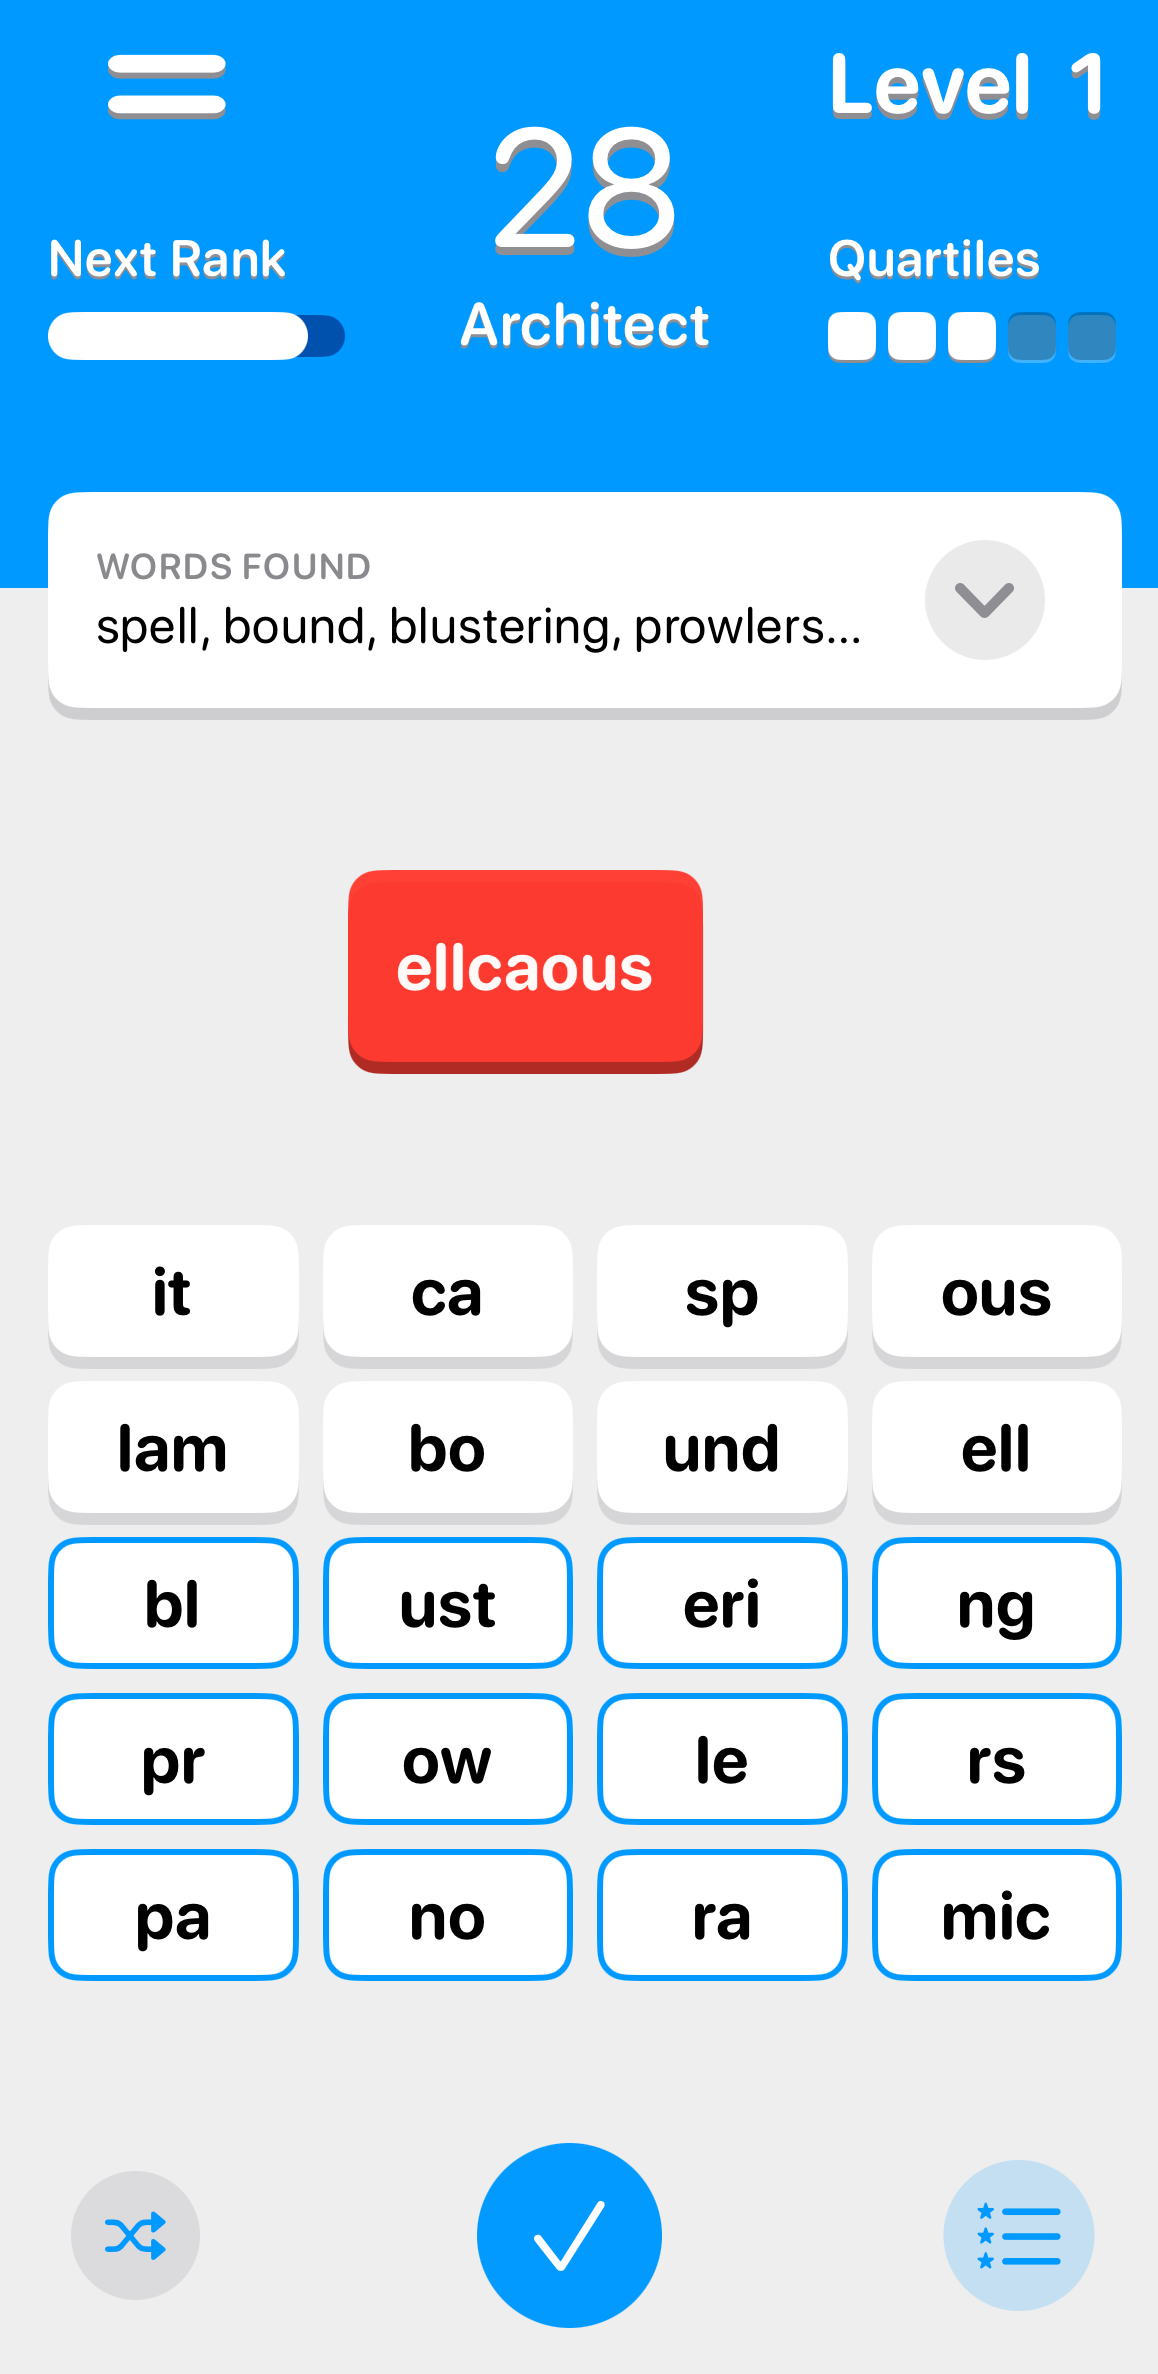 Level 1
28
Next Rank
Architect
Quartiles
WORDS FOUND
spell, bound, blustering, prowlers...
ellcaous
it ca sp ous
lam bo und ell
bl ust eri ng
pr ow le rs
pa no ra mic